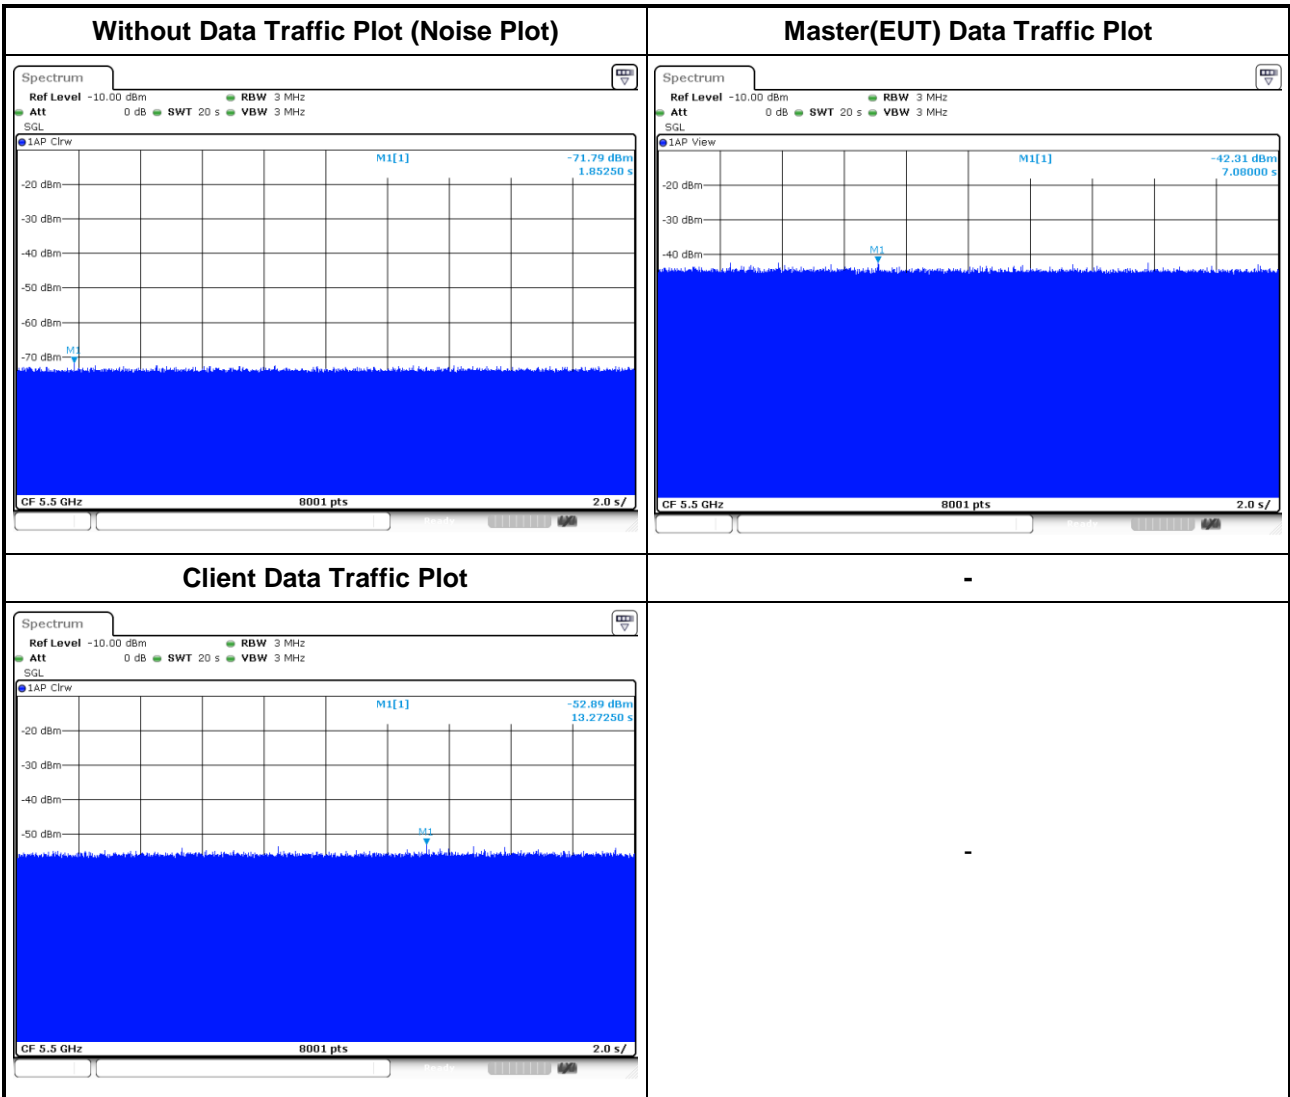 Without Data Traffic Plot (Noise Plot)
Spectrum
Ref Level -10.00 dBm RBW 3 MHz
Att 0 dB SWT 20 s VBW 3 MHz
SGL
1AP Clrw
M1[1] -71.79 dBm
1.85250 s
-20 dBm
-30 dBm
-40 dBm
-50 dBm
-60 dBm
-70 dBm
M1
CF 5.5 GHz 8001 pts 2.0 s/
Ready
Master(EUT) Data Traffic Plot
Spectrum
Ref Level -10.00 dBm RBW 3 MHz
Att 0 dB SWT 20 s VBW 3 MHz
SGL
1AP View
M1[1] -42.31 dBm
7.08000 s
-20 dBm
-30 dBm
-40 dBm
M1
CF 5.5 GHz 8001 pts 2.0 s/
Ready
Client Data Traffic Plot
Spectrum
Ref Level -10.00 dBm RBW 3 MHz
Att 0 dB SWT 20 s VBW 3 MHz
SGL
1AP Clrw
M1[1] -52.89 dBm
13.27250 s
-20 dBm
-30 dBm
-40 dBm
-50 dBm
M1
CF 5.5 GHz 8001 pts 2.0 s/
Ready
-
-